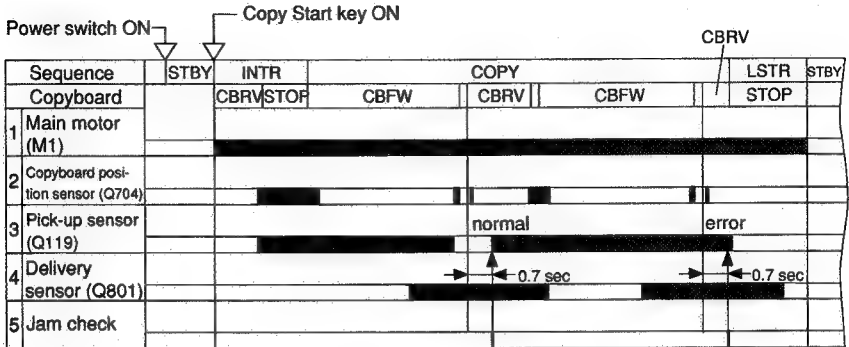 Power switch ON
Copy Start key ON
CBRV
Sequence STBY INTR COPY LSTR STBY
Copyboard CBRV STOP CBFW CBRV CBFW STOP
1 Main motor
(M1)
2 Copyboard posi-
tion sensor (Q704)
3 Pick-up sensor normal error
(Q119)
4 Delivery 0.7 sec 0.7 sec
sensor (Q801)
5 Jam check